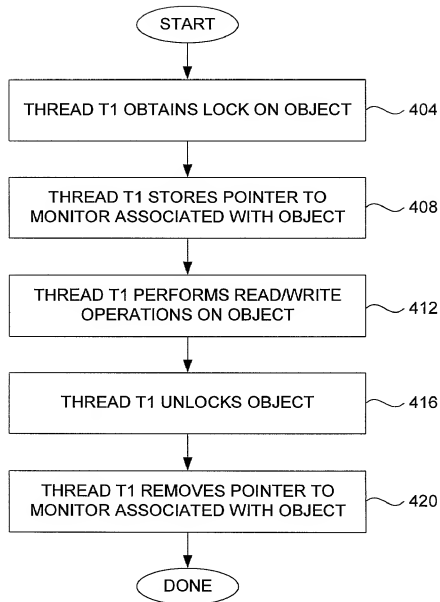 START
THREAD T1 OBTAINS LOCK ON OBJECT
404
THREAD T1 STORES POINTER TO
MONITOR ASSOCIATED WITH OBJECT
408
THREAD T1 PERFORMS READ/WRITE
OPERATIONS ON OBJECT
412
THREAD T1 UNLOCKS OBJECT
416
THREAD T1 REMOVES POINTER TO
MONITOR ASSOCIATED WITH OBJECT
420
DONE